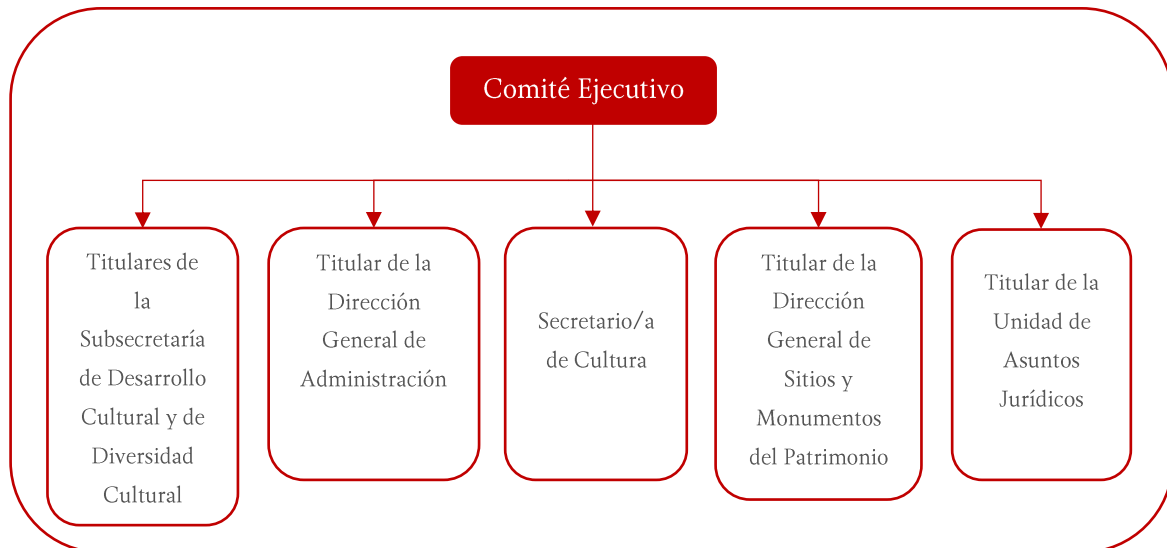 Comité Ejecutivo
Titulares de
la
Subsecretaría
de Desarrollo
Cultural y de
Diversidad
Cultural
Titular de la
Dirección
General de
Administración
Secretario/a
de Cultura
Titular de la
Dirección
General de
Sitios y
Monumentos
del Patrimonio
Titular de la
Unidad de
Asuntos
Jurídicos